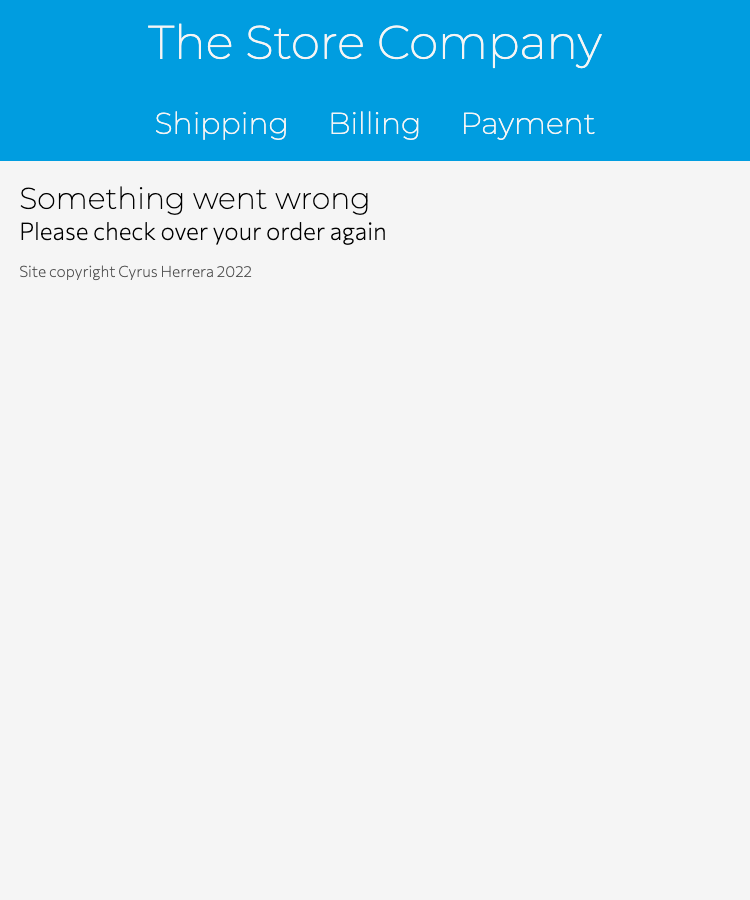 The Store Company
Shipping Billing Payment
Something went wrong
Please check over your order again
Site copyright Cyrus Herrera 2022